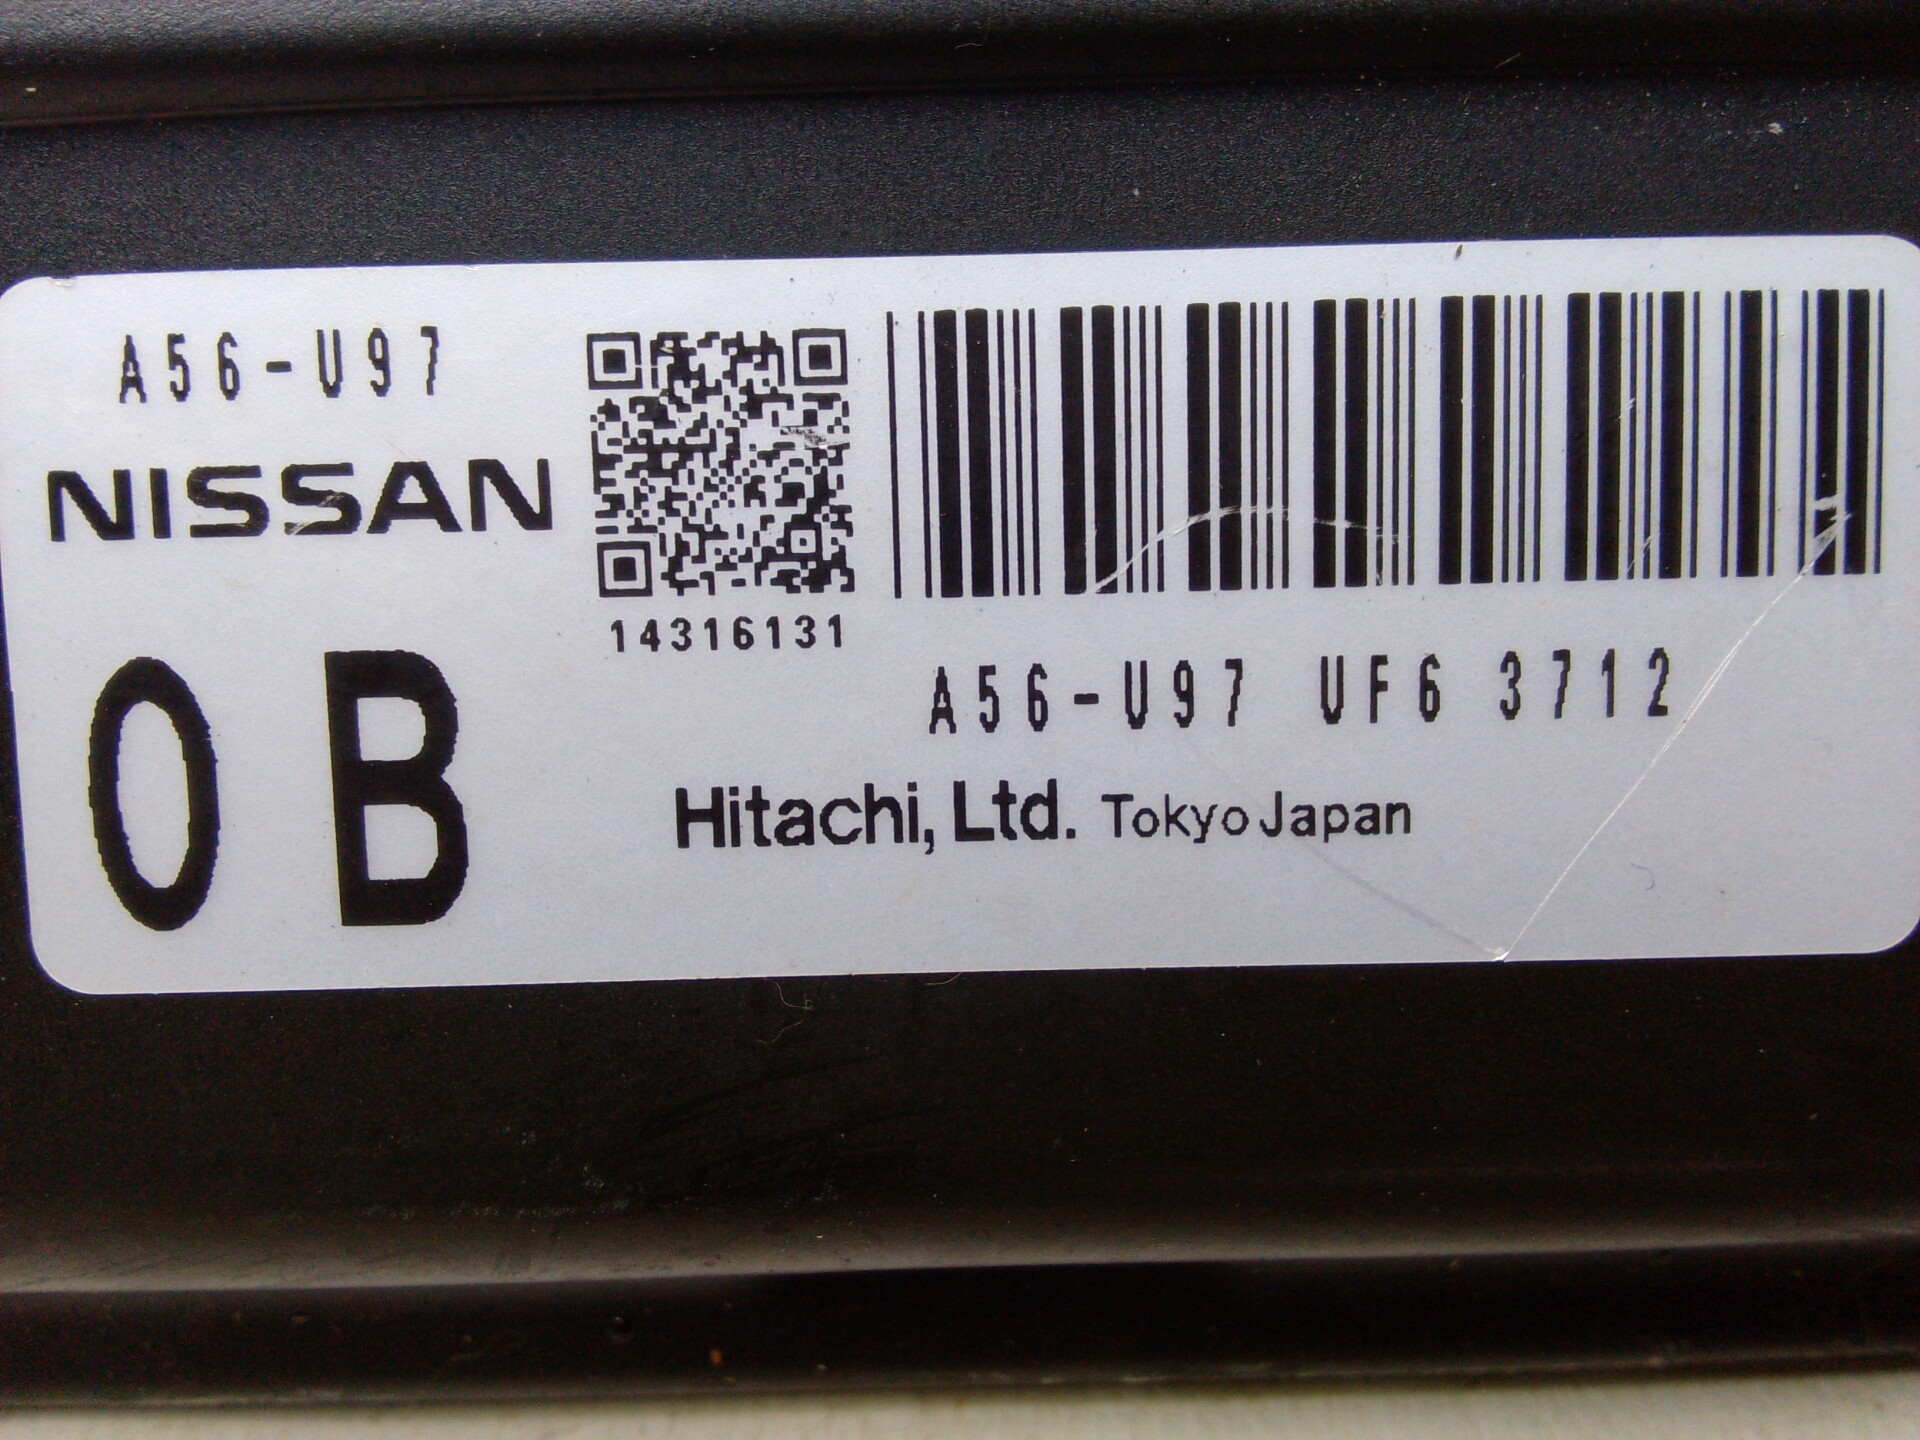 A56-U97
NISSAN
0B
14316131
A56-U97 UF6 3712
Hitachi, Ltd. Tokyo Japan